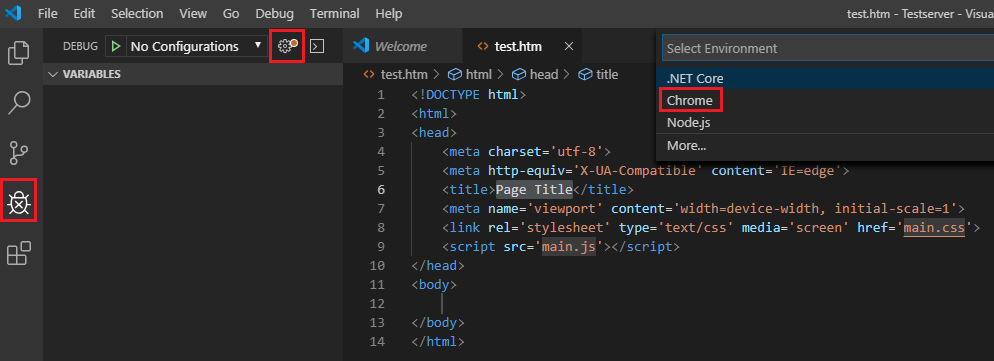 File Edit Selection View Go Debug Terminal Help test.htm - Testserver - Visua
DEBUG No Configurations
VARIABLES
Welcome test.htm
test.htm > html > head > title
Select Environment
.NET Core
Chrome
Node.js
More...
1 <!DOCTYPE html>
2 <html>
3 <head>
4 <meta charset='utf-8'>
5 <meta http-equiv='X-UA-Compatible' content='IE=edge'>
6 <title>Page Title</title>
7 <meta name='viewport' content='width=device-width, initial-scale=1'>
8 <link rel='stylesheet' type='text/css' media='screen' href='main.css'>
9 <script src='main.js'></script>
10 </head>
11 <body>
12
13 </body>
14 </html>